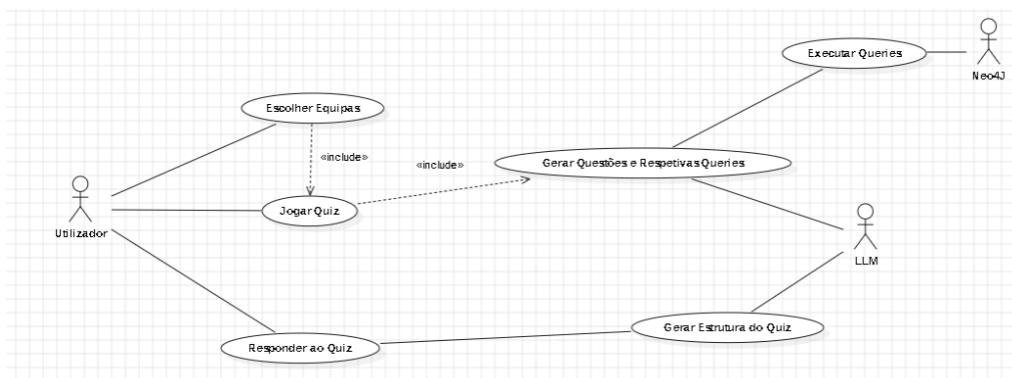 Executar Queries
Neo4J
Escolher Equipas
«include»
«include»
Gerar Questões e Respetivas Queries
Jogar Quiz
Utilizador
LLM
Gerar Estrutura do Quiz
Responder ao Quiz